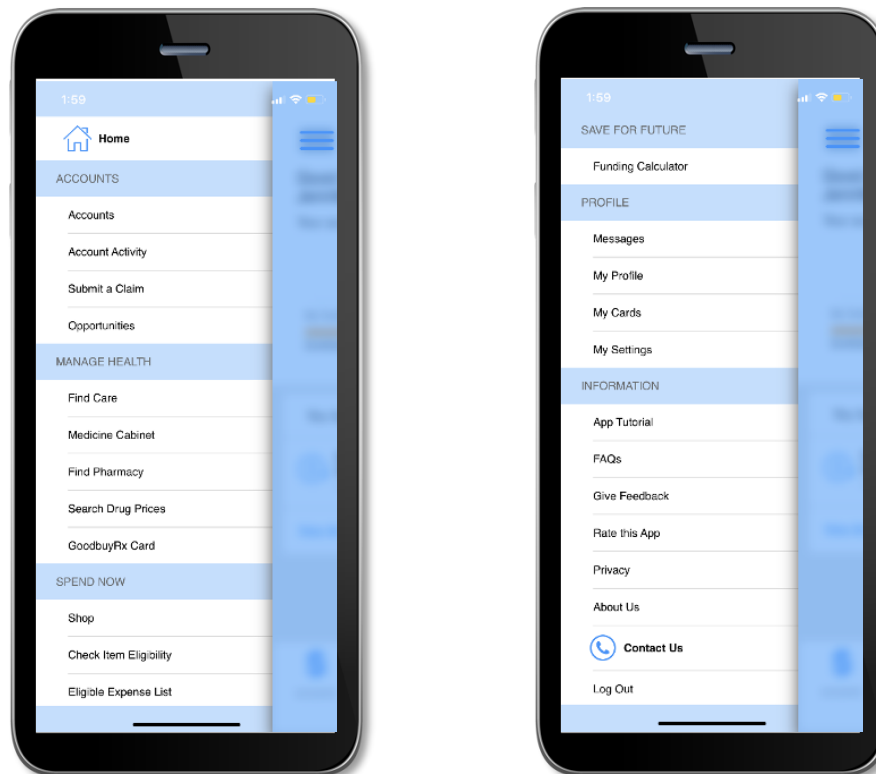 1:59
Home
ACCOUNTS
Accounts
Account Activity
Submit a Claim
Opportunities
MANAGE HEALTH
Find Care
Medicine Cabinet
Find Pharmacy
Search Drug Prices
GoodbuyRx Card
SPEND NOW
Shop
Check Item Eligibility
Eligible Expense List
1:59
SAVE FOR FUTURE
Funding Calculator
PROFILE
Messages
My Profile
My Cards
My Settings
INFORMATION
App Tutorial
FAQs
Give Feedback
Rate this App
Privacy
About Us
Contact Us
Log Out